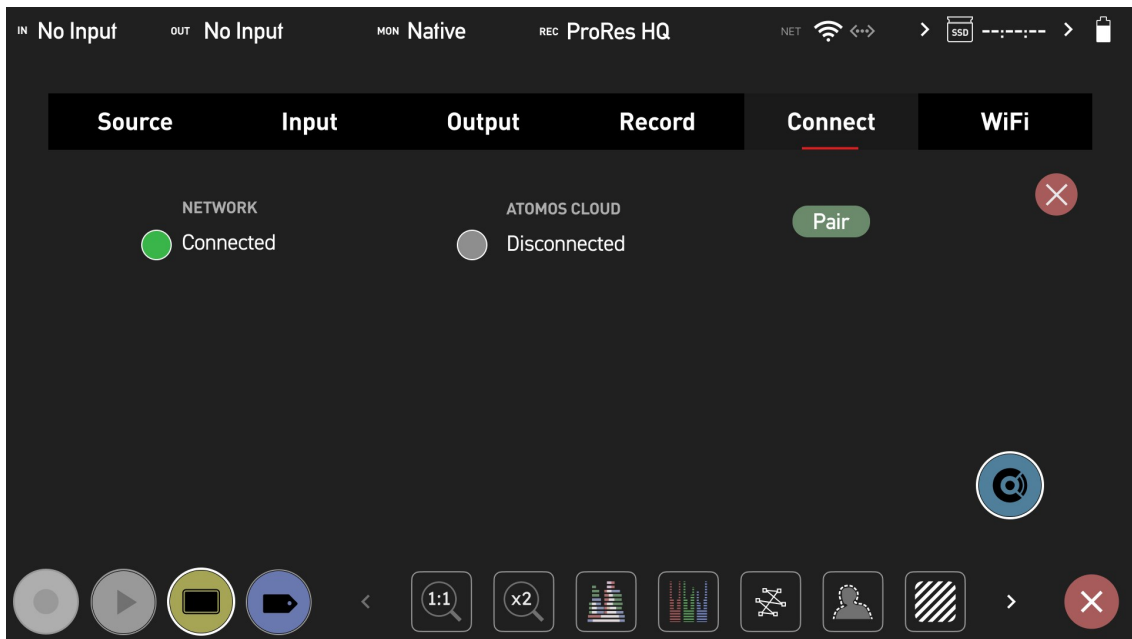 IN No Input OUT No Input MON Native REC ProRes HQ NET SSD --:--:--
Source Input Output Record Connect WiFi
NETWORK ATOMOS CLOUD
Connected Disconnected Pair
1:1 x2